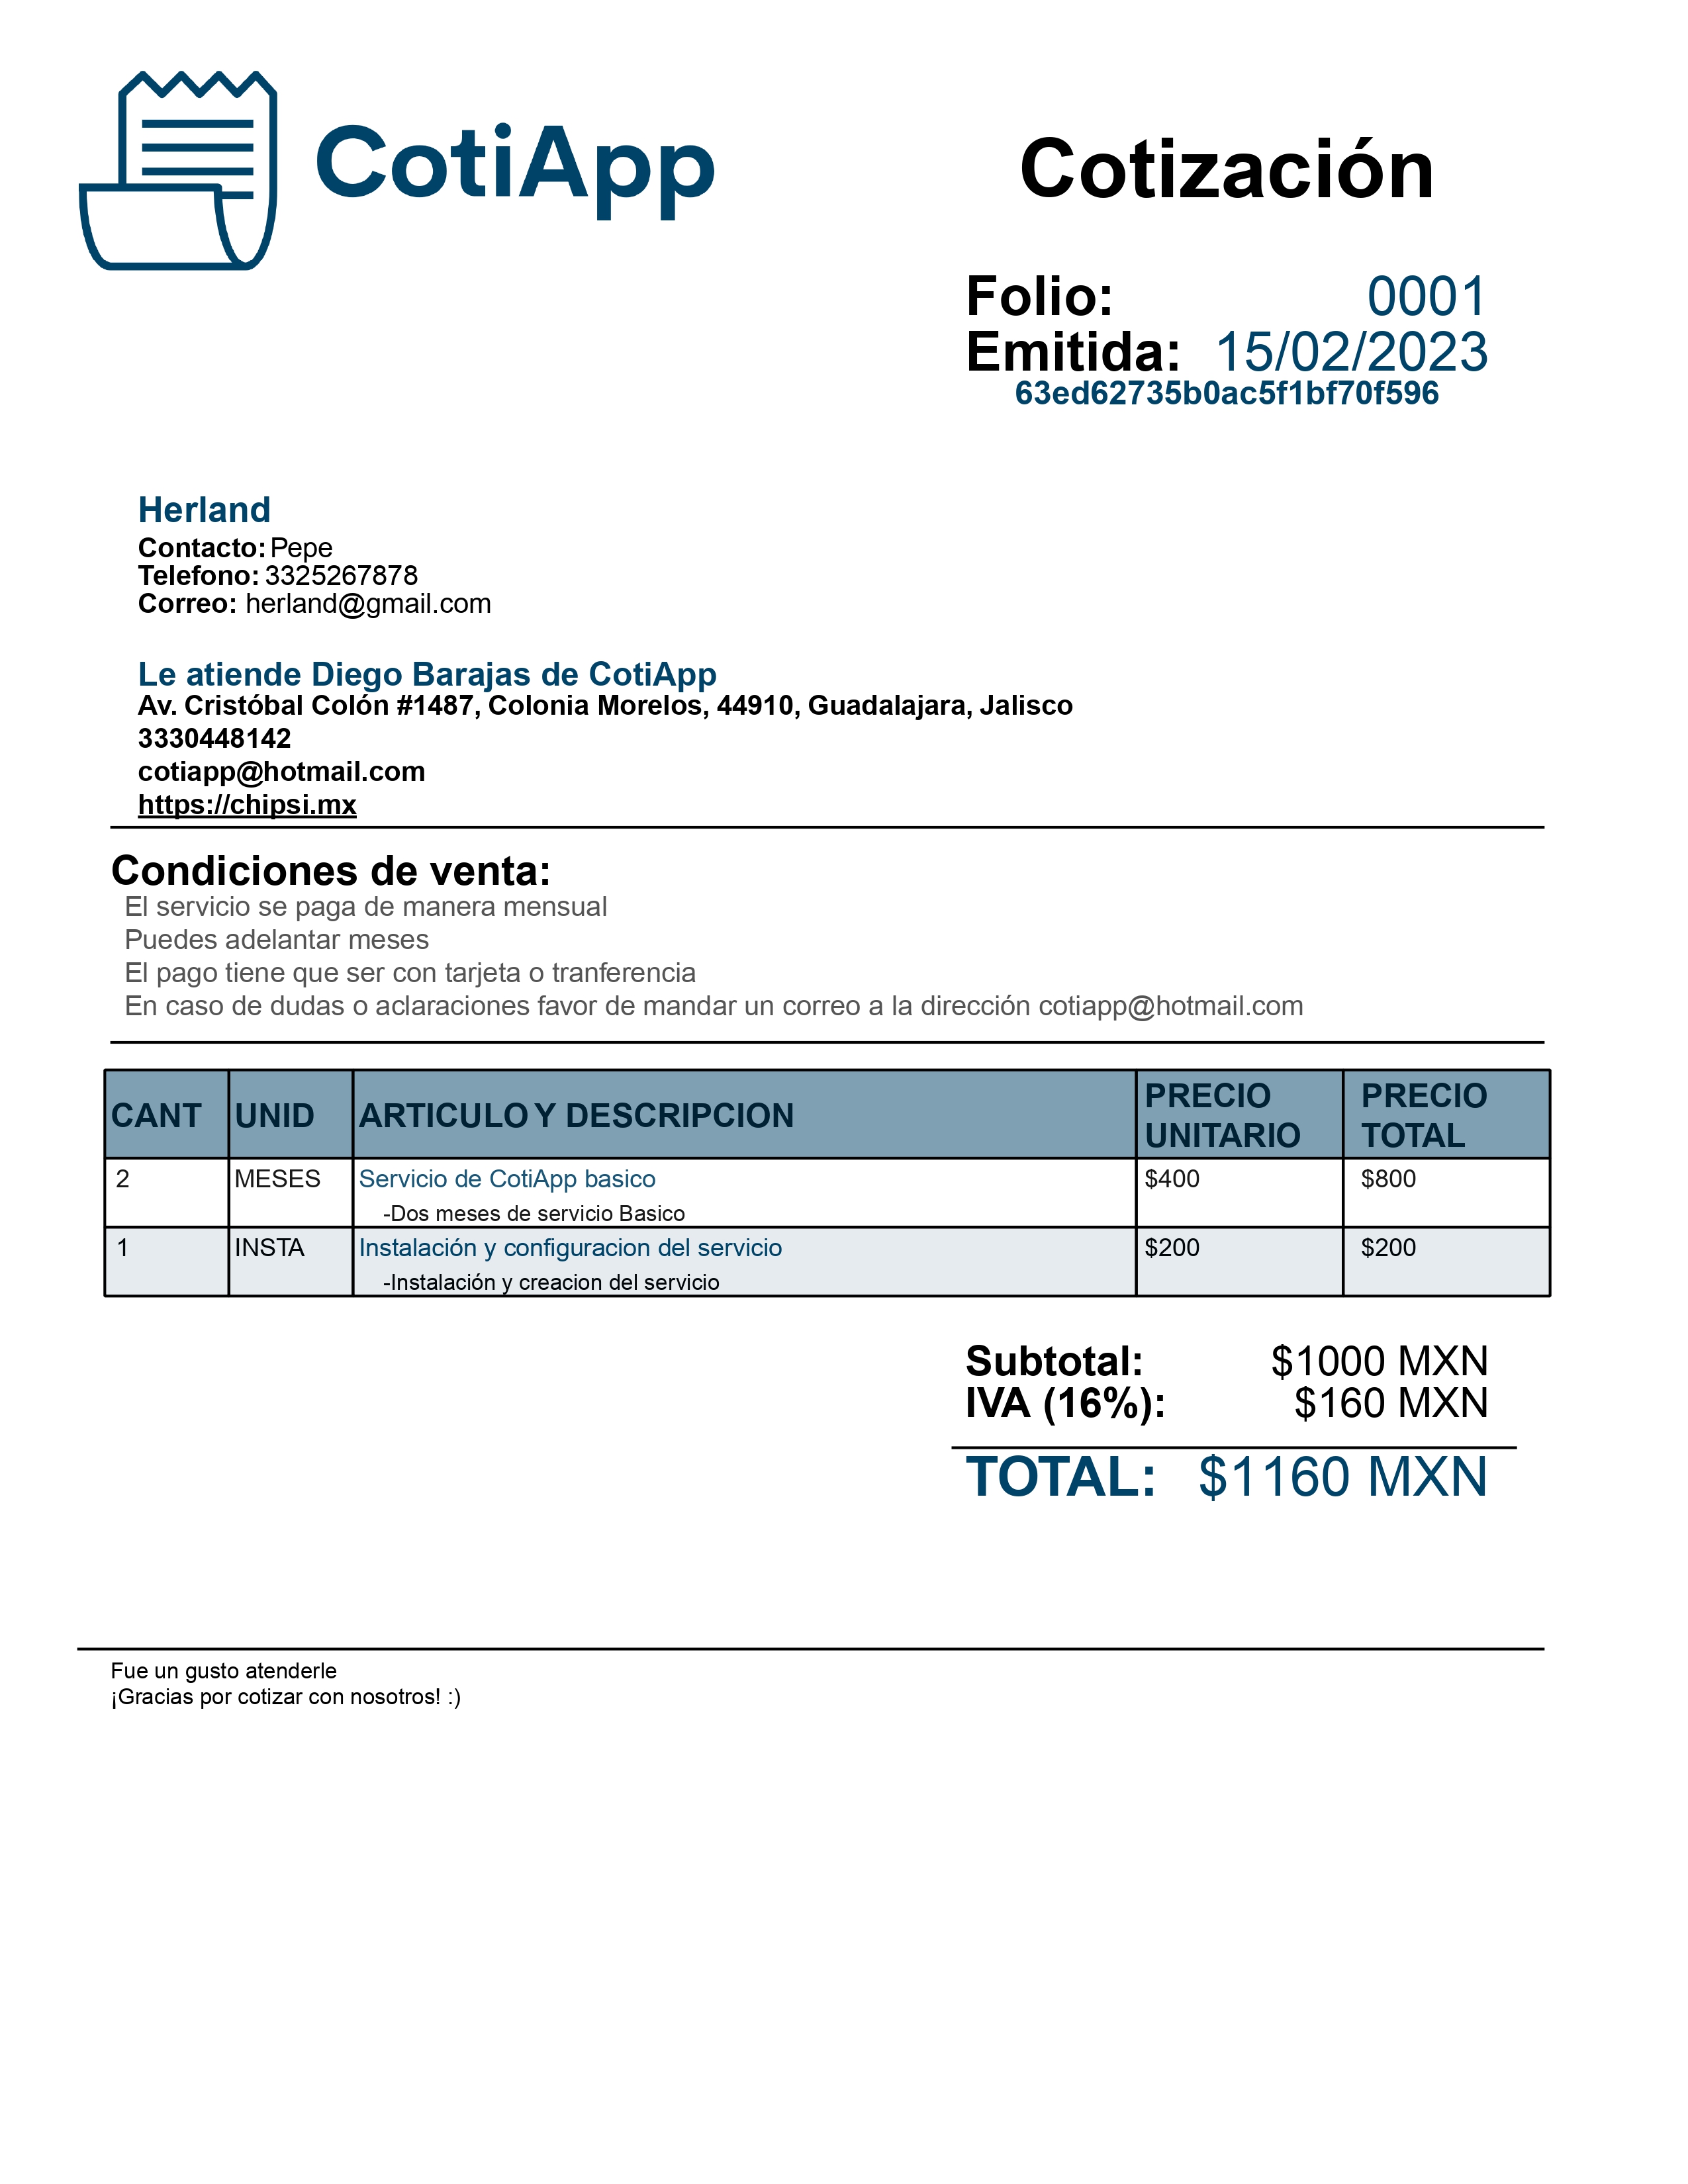 CotiApp
Cotización
Folio: 0001
Emitida: 15/02/2023
63ed62735b0ac5f1bf70f596
Herland
Contacto: Pepe
Telefono: 3325267878
Correo: herland@gmail.com
Le atiende Diego Barajas de CotiApp
Av. Cristóbal Colón #1487, Colonia Morelos, 44910, Guadalajara, Jalisco
3330448142
cotiapp@hotmail.com
https://chipsi.mx
Condiciones de venta:
El servicio se paga de manera mensual
Puedes adelantar meses
El pago tiene que ser con tarjeta o tranferencia
En caso de dudas o aclaraciones favor de mandar un correo a la dirección cotiapp@hotmail.com
CANT UNID ARTICULO Y DESCRIPCION PRECIO UNITARIO PRECIO TOTAL
2 MESES Servicio de CotiApp basico $400 $800
-Dos meses de servicio Basico
1 INSTA Instalación y configuracion del servicio $200 $200
-Instalación y creacion del servicio
Subtotal: $1000 MXN
IVA (16%): $160 MXN
TOTAL: $1160 MXN
Fue un gusto atenderle
¡Gracias por cotizar con nosotros! :)